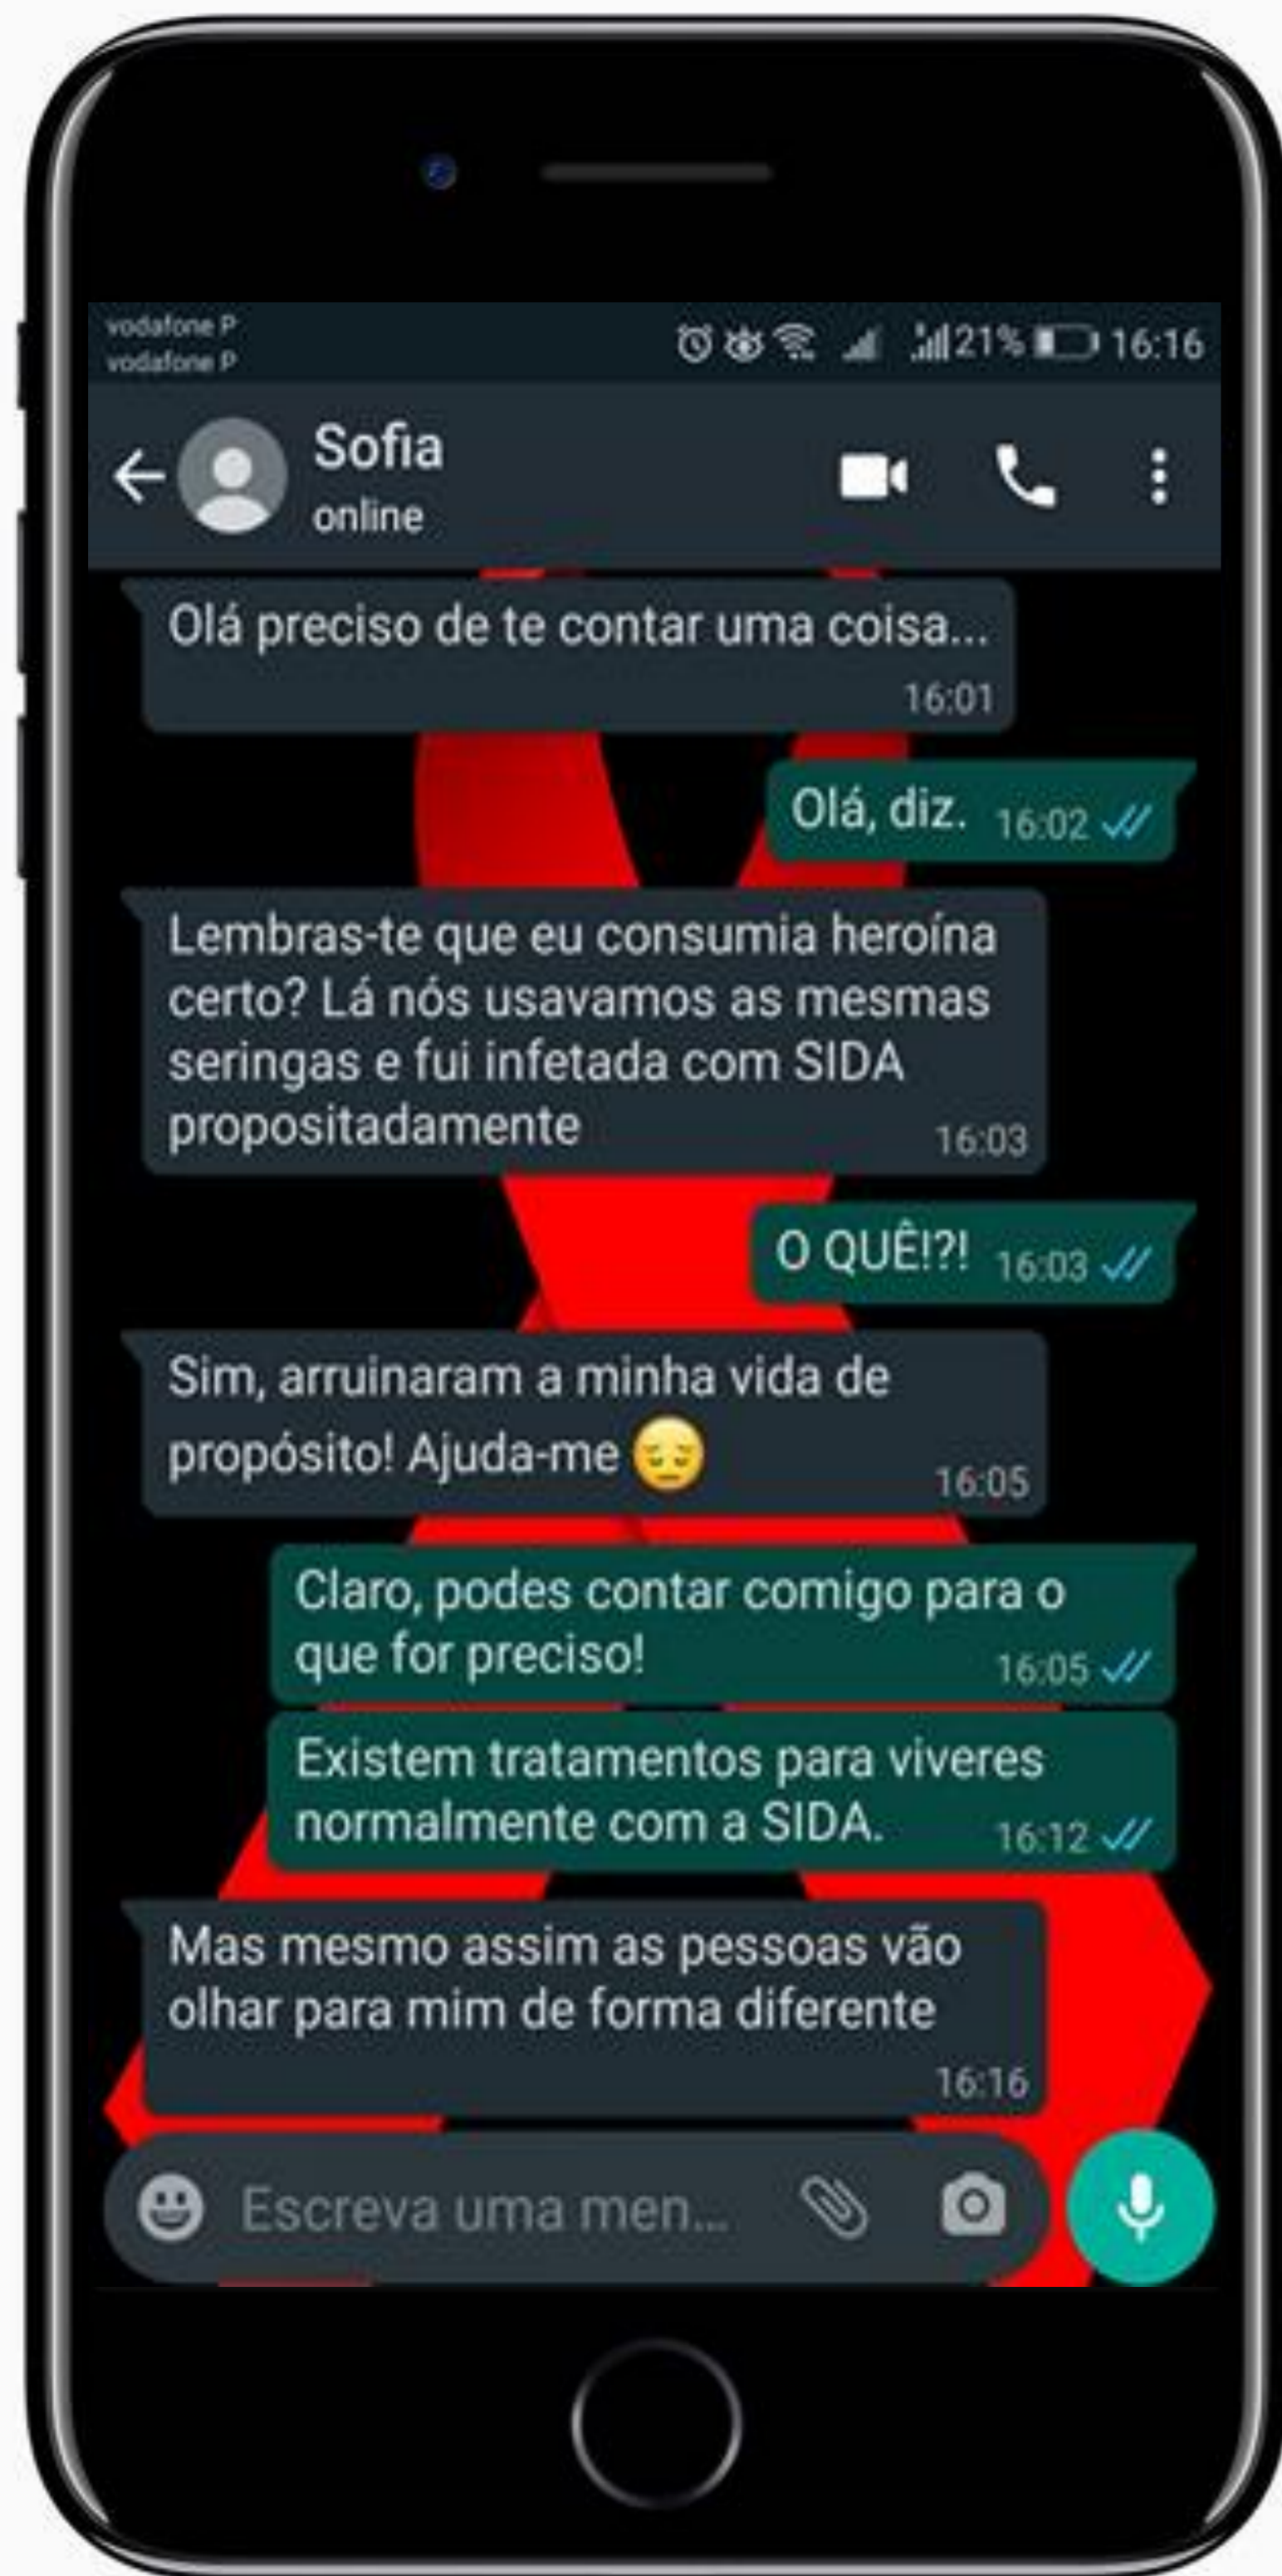 vodafone P
vodafone P
21% 16:16
Sofia
online
Olá preciso de te contar uma coisa...
16:01
Olá, diz. 16:02
Lembras-te que eu consumia heroína
certo? Lá nós usavamos as mesmas
seringas e fui infetada com SIDA
propositadamente 16:03
O QUÊ!?! 16:03
Sim, arruinaram a minha vida de
propósito! Ajuda-me 😔 16:05
Claro, podes contar comigo para o
que for preciso! 16:05
Existem tratamentos para viveres
normalmente com a SIDA. 16:12
Mas mesmo assim as pessoas vão
olhar para mim de forma diferente
16:16
Escreva uma men...